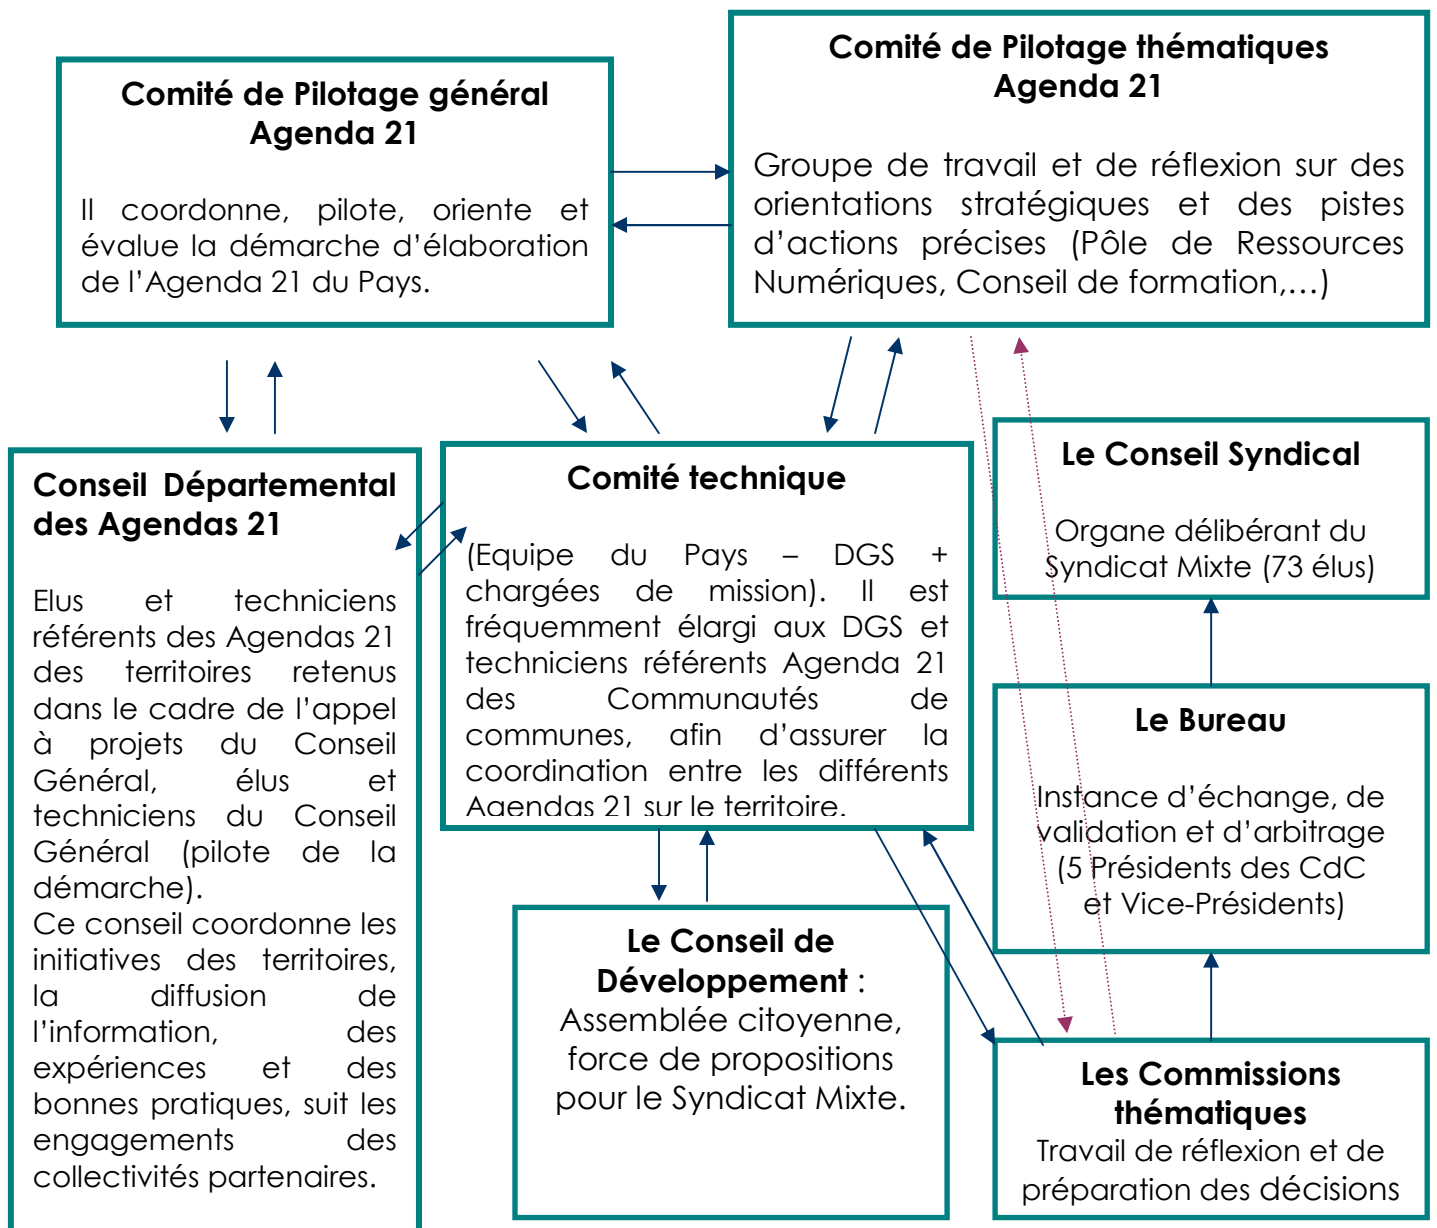 Comité de Pilotage général
Agenda 21
Il coordonne, pilote, oriente et
évalue la démarche d’élaboration
de l’Agenda 21 du Pays.
Comité de Pilotage thématiques
Agenda 21
Groupe de travail et de réflexion sur des
orientations stratégiques et des pistes
d’actions précises (Pôle de Ressources
Numériques, Conseil de formation,…)
Conseil Départemental
des Agendas 21
Elus et techniciens
référents des Agendas 21
des territoires retenus
dans le cadre de l’appel
à projets du Conseil
Général, élus et
techniciens du Conseil
Général (pilote de la
démarche).
Ce conseil coordonne les
initiatives des territoires,
la diffusion de
l’information, des
expériences et des
bonnes pratiques, suit les
engagements des
collectivités partenaires.
Comité technique
(Equipe du Pays – DGS +
chargées de mission). Il est
fréquemment élargi aux DGS et
techniciens référents Agenda 21
des Communautés de
communes, afin d’assurer la
coordination entre les différents
Agendas 21 sur le territoire.
Le Conseil de
Développement :
Assemblée citoyenne,
force de propositions
pour le Syndicat Mixte.
Le Conseil Syndical
Organe délibérant du
Syndicat Mixte (73 élus)
Le Bureau
Instance d’échange, de
validation et d’arbitrage
(5 Présidents des CdC
et Vice-Présidents)
Les Commissions
thématiques
Travail de réflexion et de
préparation des décisions